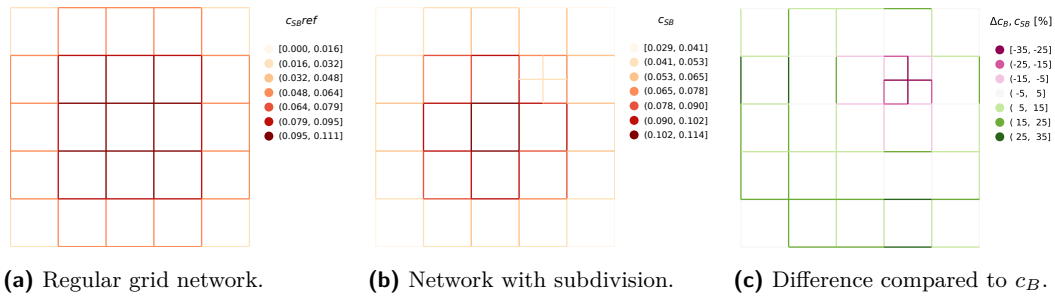 c_SB ref
[0.000, 0.016]
(0.016, 0.032]
(0.032, 0.048]
(0.048, 0.064]
(0.064, 0.079]
(0.079, 0.095]
(0.095, 0.111]
(a) Regular grid network.
c_SB
[0.029, 0.041]
(0.041, 0.053]
(0.053, 0.065]
(0.065, 0.078]
(0.078, 0.090]
(0.090, 0.102]
(0.102, 0.114]
(b) Network with subdivision.
Δc_B, c_SB [%]
[-35, -25]
(-25, -15]
(-15, -5]
( -5, 5]
( 5, 15]
( 15, 25]
( 25, 35]
(c) Difference compared to c_B.